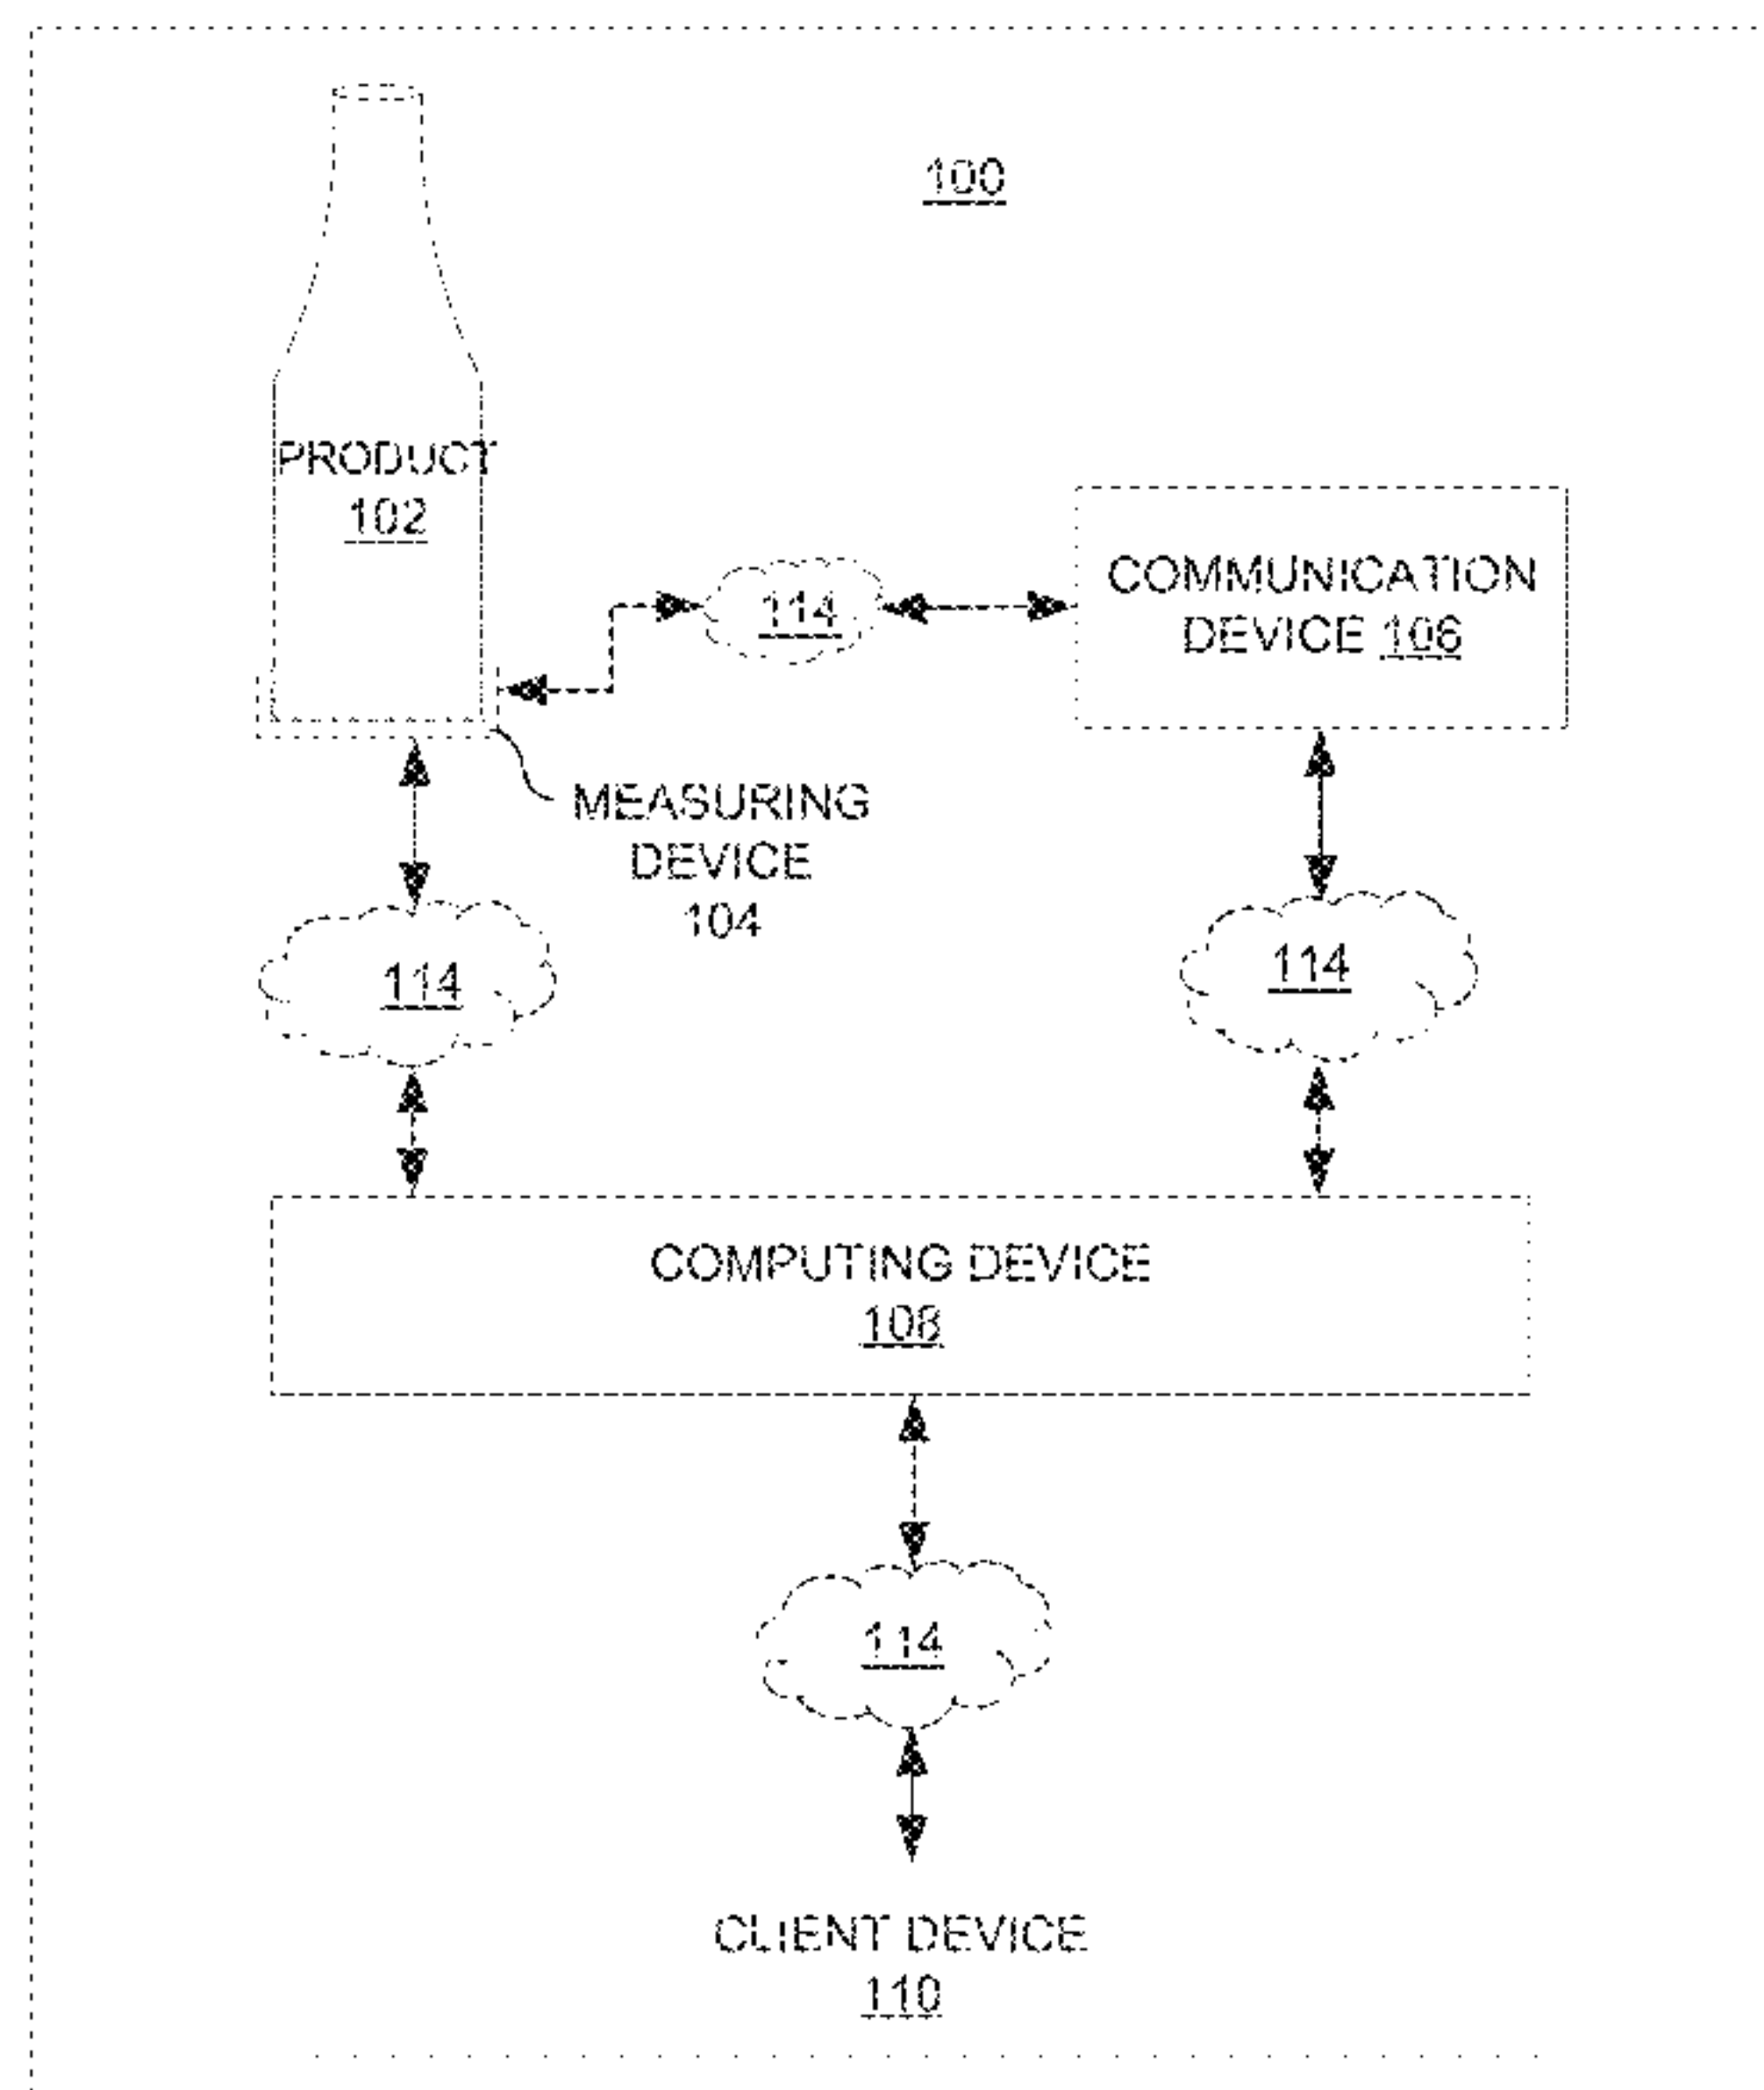 100
PRODUCT
102
114
COMMUNICATION
DEVICE 106
MEASURING
DEVICE
104
114
114
COMPUTING DEVICE
108
114
CLIENT DEVICE
110